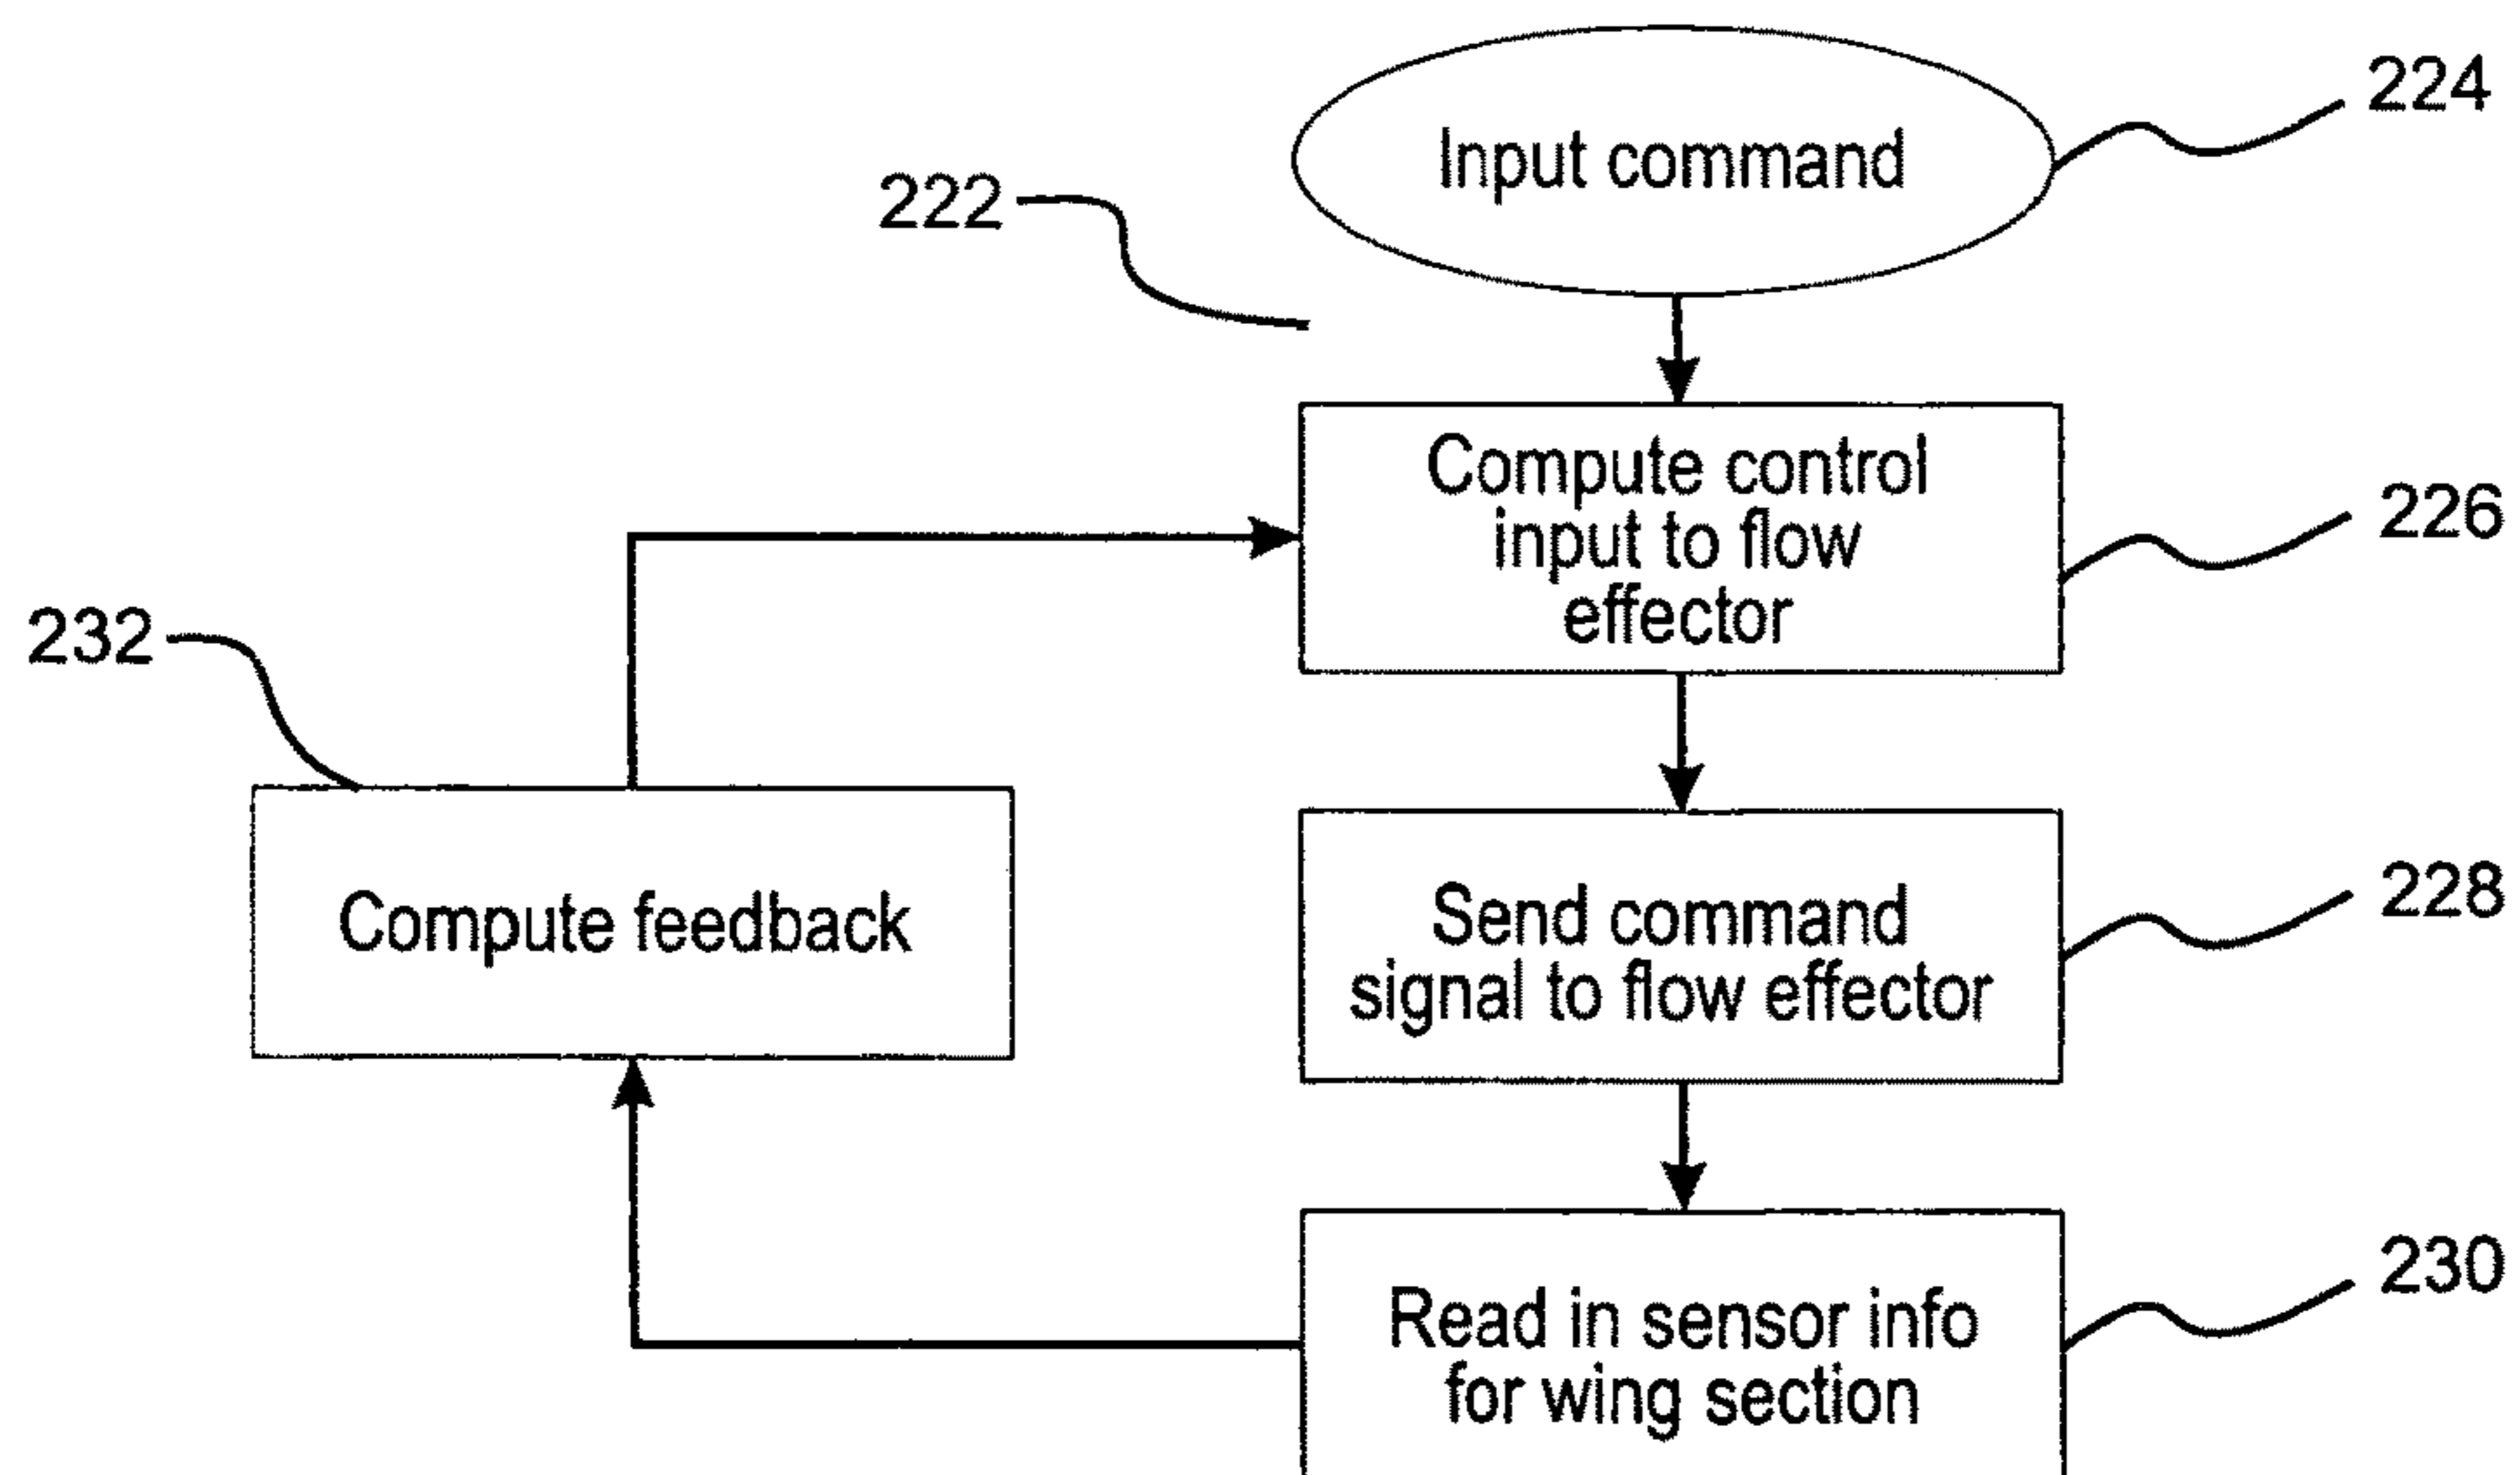 Input command
224
222
Compute control
input to flow
effector
226
232
Compute feedback
Send command
signal to flow effector
228
Read in sensor info
for wing section
230